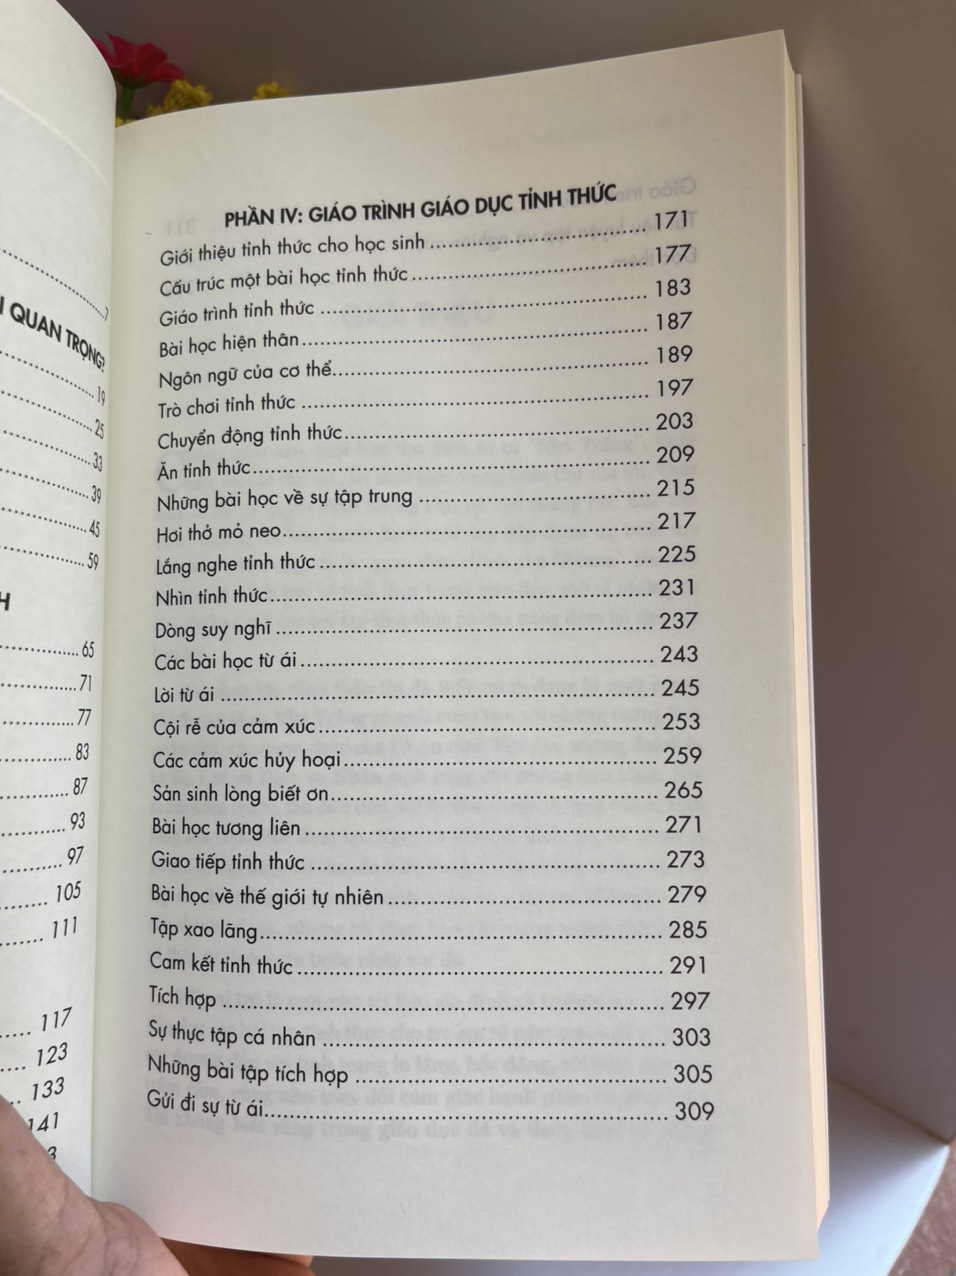 7
QUAN TRỌNG?
19
25
33
39
45
59
H
65
71
77
83
87
93
97
105
111
117
123
133
141
3
PHẦN IV: GIÁO TRÌNH GIÁO DỤC TỈNH THỨC
Giới thiệu tỉnh thức cho học sinh 171
Cấu trúc một bài học tỉnh thức 177
Giáo trình tỉnh thức 183
Bài học hiện thân 187
Ngôn ngữ của cơ thể 189
Trò chơi tỉnh thức 197
Chuyển động tỉnh thức 203
Ăn tỉnh thức 209
Những bài học về sự tập trung 215
Hơi thở mỏ neo 217
Lắng nghe tỉnh thức 225
Nhìn tỉnh thức 231
Dòng suy nghĩ 237
Các bài học từ ái 243
Lời từ ái 245
Cội rễ của cảm xúc 253
Các cảm xúc hủy hoại 259
Sản sinh lòng biết ơn 265
Bài học tương liên 271
Giao tiếp tỉnh thức 273
Bài học về thế giới tự nhiên 279
Tập xao lãng 285
Cam kết tỉnh thức 291
Tích hợp 297
Sự thực tập cá nhân 303
Những bài tập tích hợp 305
Gửi đi sự từ ái 309